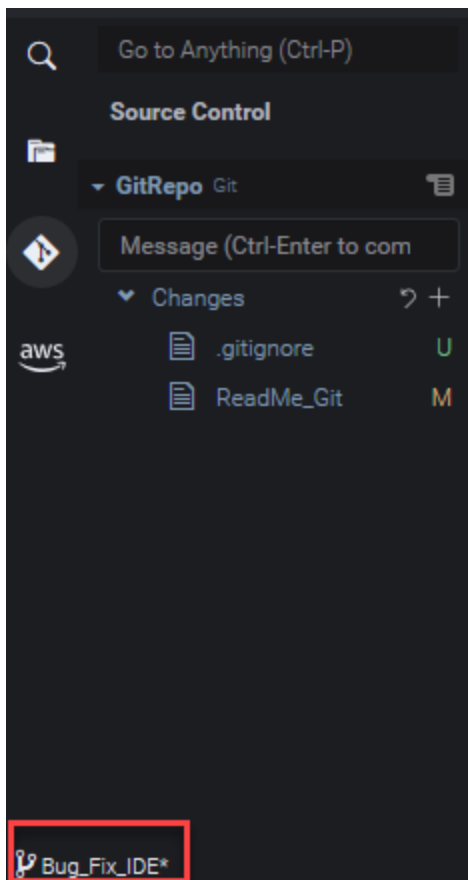 Go to Anything (Ctrl-P)
Source Control
GitRepo Git
Message (Ctrl-Enter to com
Changes
aws
.gitignore U
ReadMe_Git M
Bug_Fix_IDE*